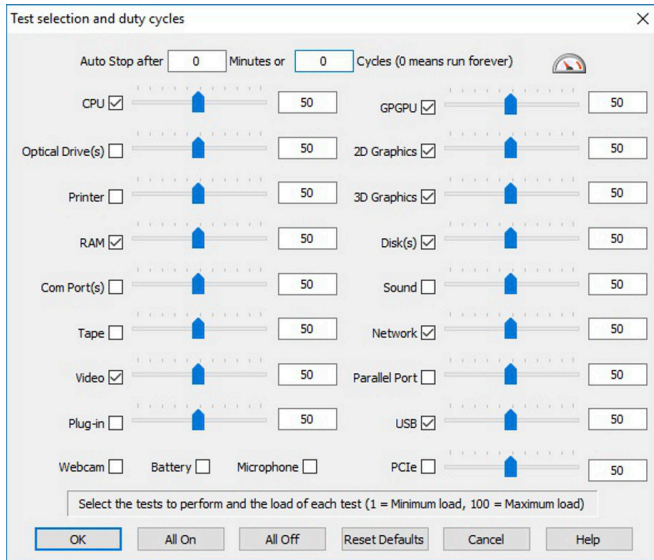 Test selection and duty cycles
Auto Stop after 0 Minutes or 0 Cycles (0 means run forever)
CPU 50 GPGPU 50
Optical Drive(s) 50 2D Graphics 50
Printer 50 3D Graphics 50
RAM 50 Disk(s) 50
Com Port(s) 50 Sound 50
Tape 50 Network 50
Video 50 Parallel Port 50
Plug-in 50 USB 50
Webcam Battery Microphone PCIe 50
Select the tests to perform and the load of each test (1 = Minimum load, 100 = Maximum load)
OK All On All Off Reset Defaults Cancel Help